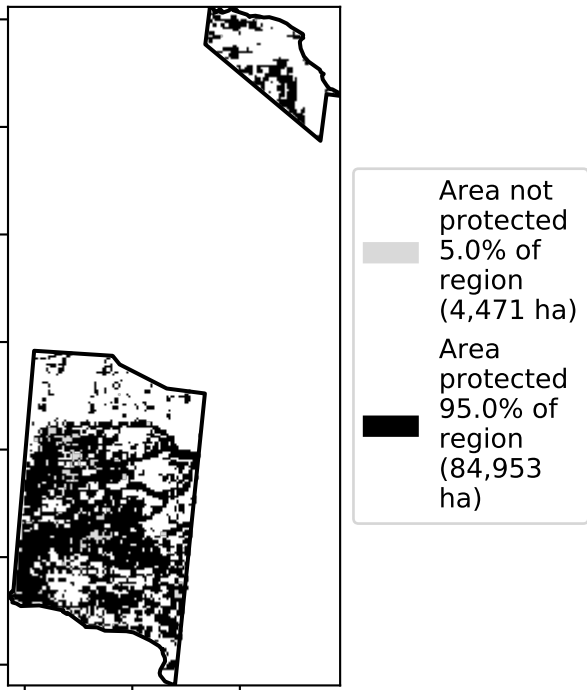 Area not
protected
5.0% of
region
(4,471 ha)
Area
protected
95.0% of
region
(84,953
ha)